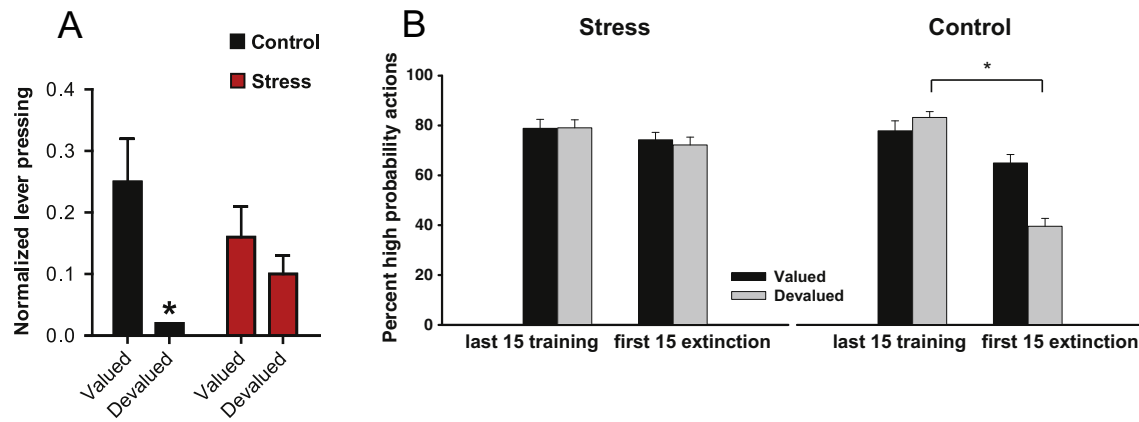 A
Control
Stress
Normalized lever pressing
0.4
0.3
0.2
0.1
0.0
*
Valued
Devalued
Valued
Devalued
B
Stress
Control
Percent high probability actions
100
80
60
40
20
0
*
Valued
Devalued
last 15 training
first 15 extinction
last 15 training
first 15 extinction